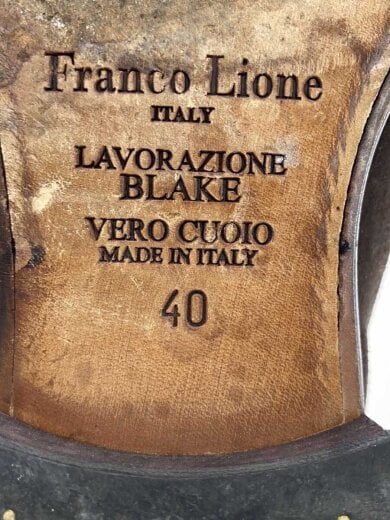 Franco Lione
ITALY
LAVORAZIONE
BLAKE
VERO CUOIO
MADE IN ITALY
40